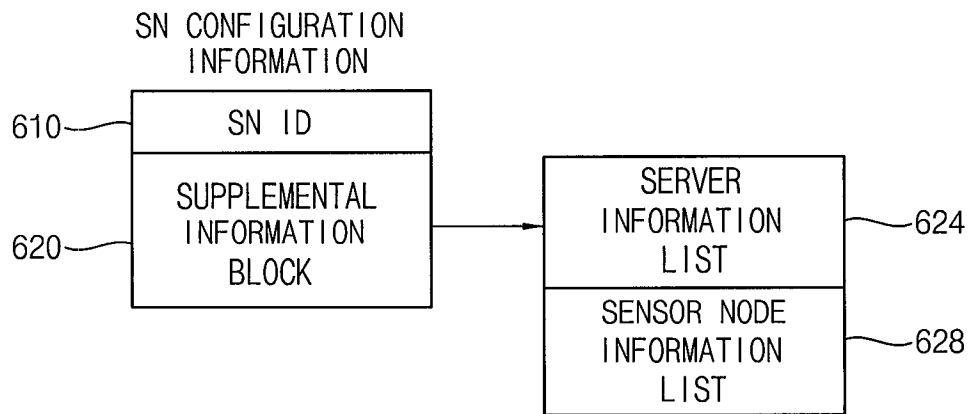 SN CONFIGURATION
INFORMATION
610
SN ID
620
SUPPLEMENTAL
INFORMATION
BLOCK
SERVER
INFORMATION
LIST
624
SENSOR NODE
INFORMATION
LIST
628